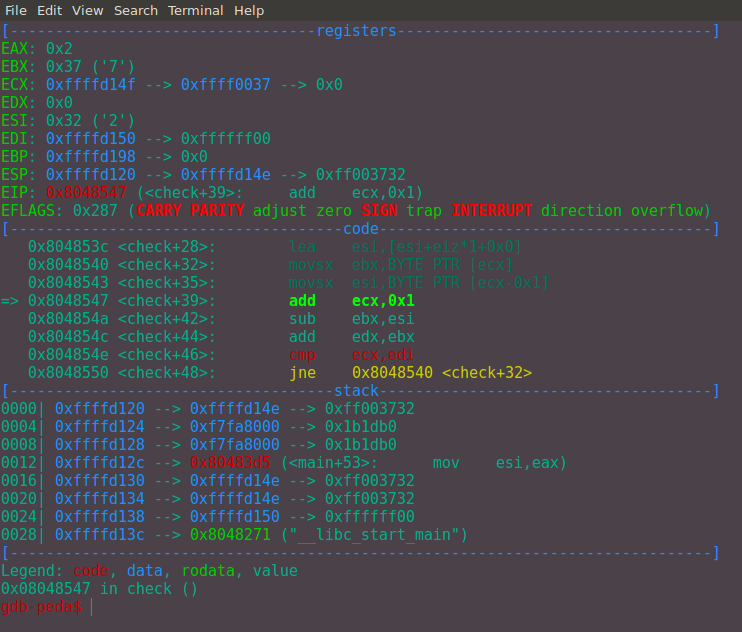 File Edit View Search Terminal Help
[----------------------------------registers-----------------------------------]
EAX: 0x2
EBX: 0x37 ('7')
ECX: 0xffffd14f --> 0xffff0037 --> 0x0
EDX: 0x0
ESI: 0x32 ('2')
EDI: 0xffffd150 --> 0xffffff00
EBP: 0xffffd198 --> 0x0
ESP: 0xffffd120 --> 0xffffd14e --> 0xff003732
EIP: 0x8048547 (<check+39>:     add    ecx,0x1)
EFLAGS: 0x287 (CARRY PARITY adjust zero SIGN trap INTERRUPT direction overflow)
[-------------------------------------code-------------------------------------]
   0x804853c <check+28>:        lea    esi,[esi+eiz*1+0x0]
   0x8048540 <check+32>:        movsx  ebx,BYTE PTR [ecx]
   0x8048543 <check+35>:        movsx  esi,BYTE PTR [ecx-0x1]
=> 0x8048547 <check+39>:        add    ecx,0x1
   0x804854a <check+42>:        sub    ebx,esi
   0x804854c <check+44>:        add    edx,ebx
   0x804854e <check+46>:        cmp    ecx,edi
   0x8048550 <check+48>:        jne    0x8048540 <check+32>
[------------------------------------stack-------------------------------------]
0000| 0xffffd120 --> 0xffffd14e --> 0xff003732
0004| 0xffffd124 --> 0xf7fa8000 --> 0x1b1db0
0008| 0xffffd128 --> 0xf7fa8000 --> 0x1b1db0
0012| 0xffffd12c --> 0x80483d5 (<main+53>:      mov    esi,eax)
0016| 0xffffd130 --> 0xffffd14e --> 0xff003732
0020| 0xffffd134 --> 0xffffd14e --> 0xff003732
0024| 0xffffd138 --> 0xffffd150 --> 0xffffff00
0028| 0xffffd13c --> 0x8048271 ("__libc_start_main")
[------------------------------------------------------------------------------]
Legend: code, data, rodata, value
0x08048547 in check ()
gdb-peda$